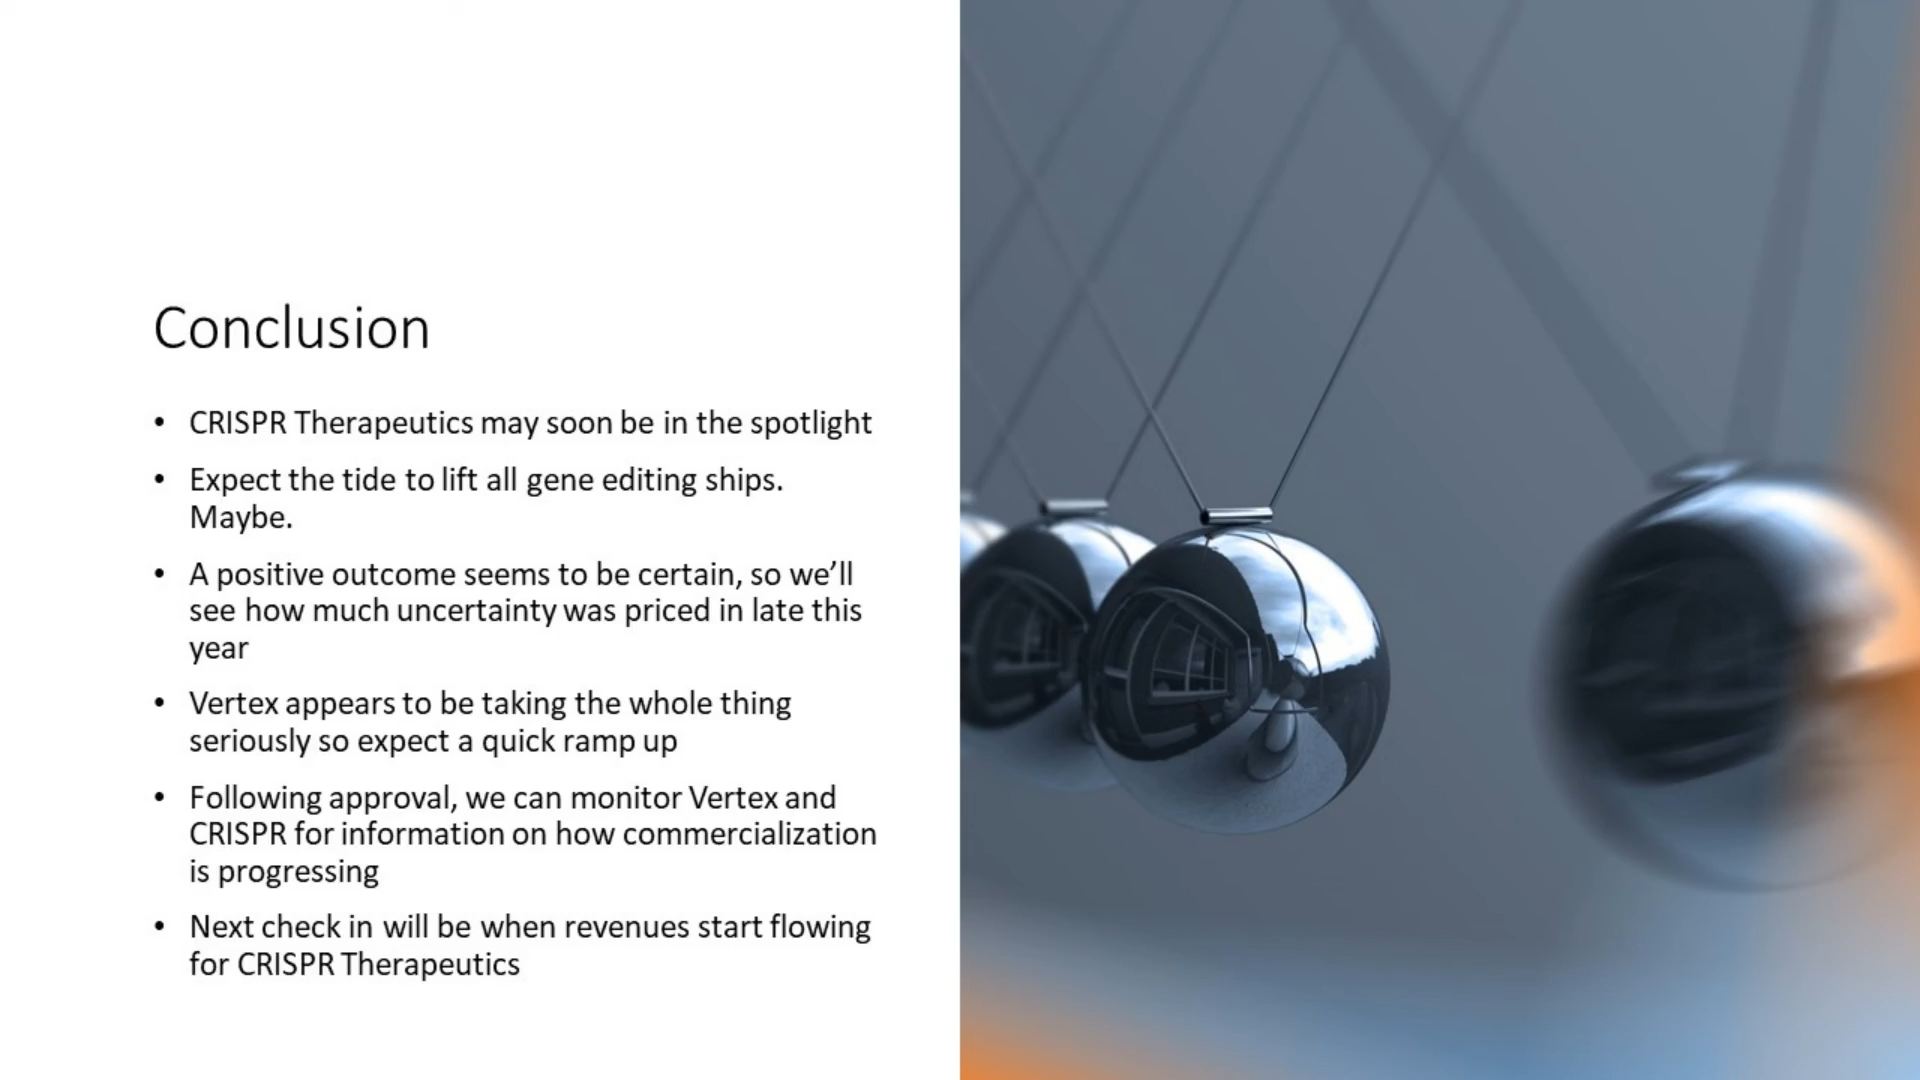 Conclusion
• CRISPR Therapeutics may soon be in the spotlight
• Expect the tide to lift all gene editing ships.
Maybe.
• A positive outcome seems to be certain, so we’ll
see how much uncertainty was priced in late this
year
• Vertex appears to be taking the whole thing
seriously so expect a quick ramp up
• Following approval, we can monitor Vertex and
CRISPR for information on how commercialization
is progressing
• Next check in will be when revenues start flowing
for CRISPR Therapeutics